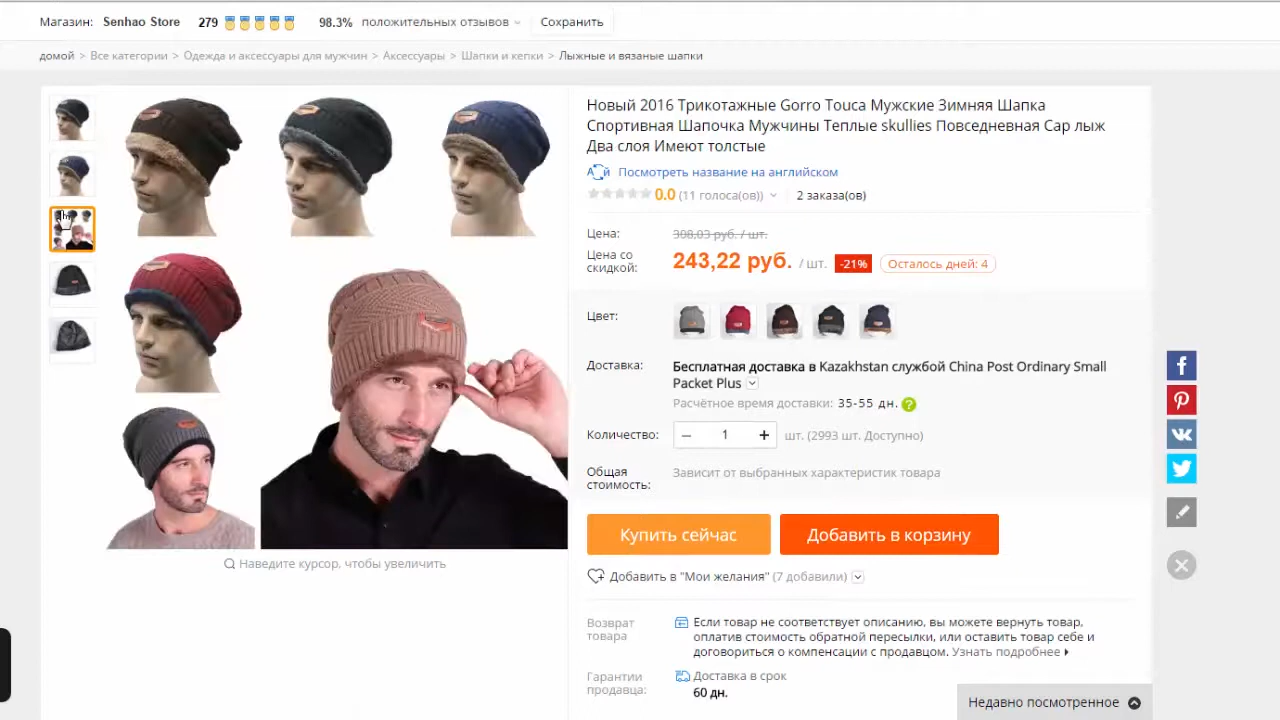 Магазин: Senhao Store 279 98.3% положительных отзывов Сохранить
домой > Все категории > Одежда и аксессуары для мужчин > Аксессуары > Шапки и кепки > Лыжные и вязаные шапки
Новый 2016 Трикотажные Gorro Touca Мужские Зимняя Шапка
Спортивная Шапочка Мужчины Теплые skullies Повседневная Cap лыж
Два слоя Имеют толстые
Посмотреть название на английском
0.0 (11 голоса(ов)) 2 заказа(ов)
Цена: 308,03 руб. / шт.
Цена со
скидкой: 243,22 руб. / шт. -21% Осталось дней: 4
Цвет:
Доставка: Бесплатная доставка в Kazakhstan службой China Post Ordinary Small
Packet Plus
Расчётное время доставки: 35-55 дн. ?
Количество: − 1 + шт. (2993 шт. Доступно)
Общая
стоимость: Зависит от выбранных характеристик товара
Купить сейчас Добавить в корзину
Наведите курсор, чтобы увеличить
Добавить в "Мои желания" (7 добавили)
Возврат
товара
Если товар не соответствует описанию, вы можете вернуть товар,
оплатив стоимость обратной пересылки, или оставить товар себе и
договориться о компенсации с продавцом. Узнать подробнее
Гарантии
продавца:
Доставка в срок
60 дн.
Недавно посмотренное